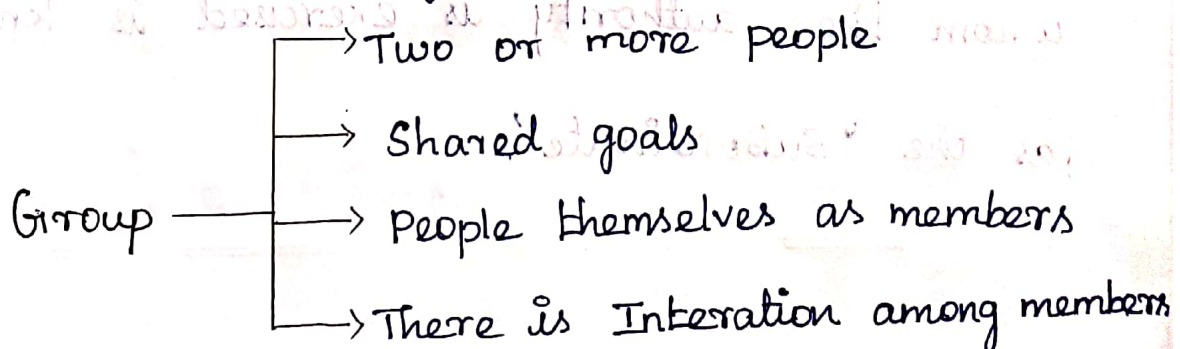 Two or more people
Shared goals
Group
People themselves as members
There is Interation among members